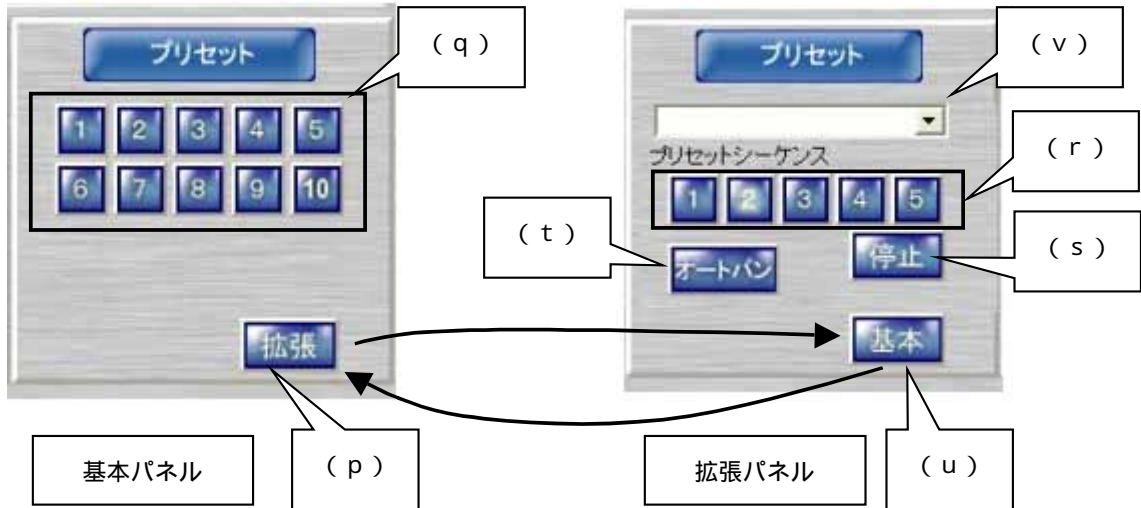 プリセット
(q)
1 2 3 4 5
6 7 8 9 10
拡張
基本パネル
(p)
プリセット
(v)
プリセットシーケンス
(r)
1 2 3 4 5
(t)
オートパン
停止
(s)
基本
拡張パネル
(u)